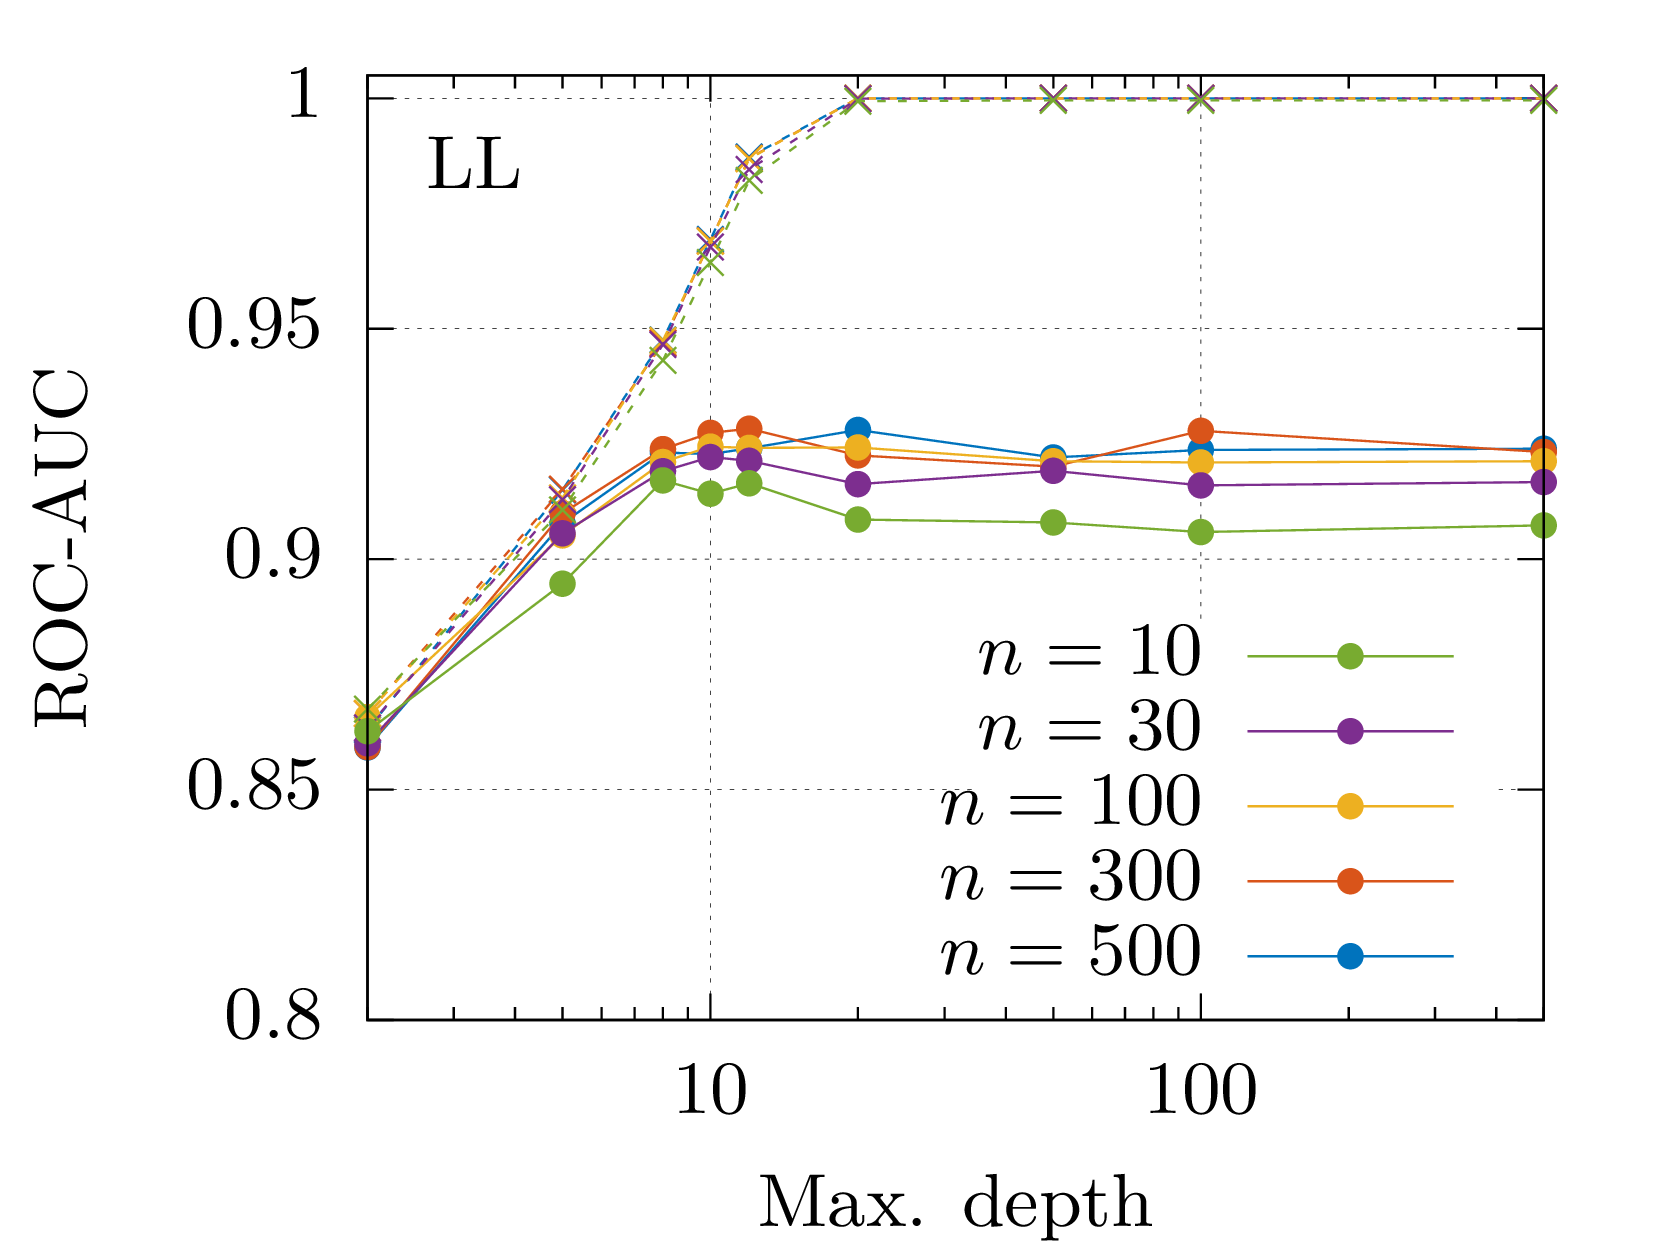 1
LL
0.95
0.9
0.85
0.8
ROC-AUC
n = 10
n = 30
n = 100
n = 300
n = 500
10
100
Max. depth